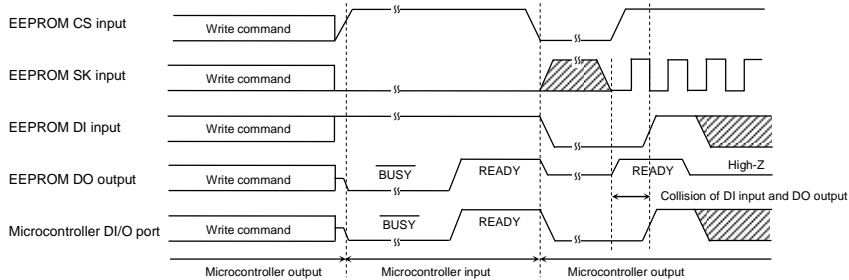 EEPROM CS input
Write command
EEPROM SK input
Write command
EEPROM DI input
Write command
EEPROM DO output
Write command
BUSY
READY
READY
High-Z
Collision of DI input and DO output
Microcontroller DI/O port
Write command
BUSY
READY
Microcontroller output
Microcontroller input
Microcontroller output